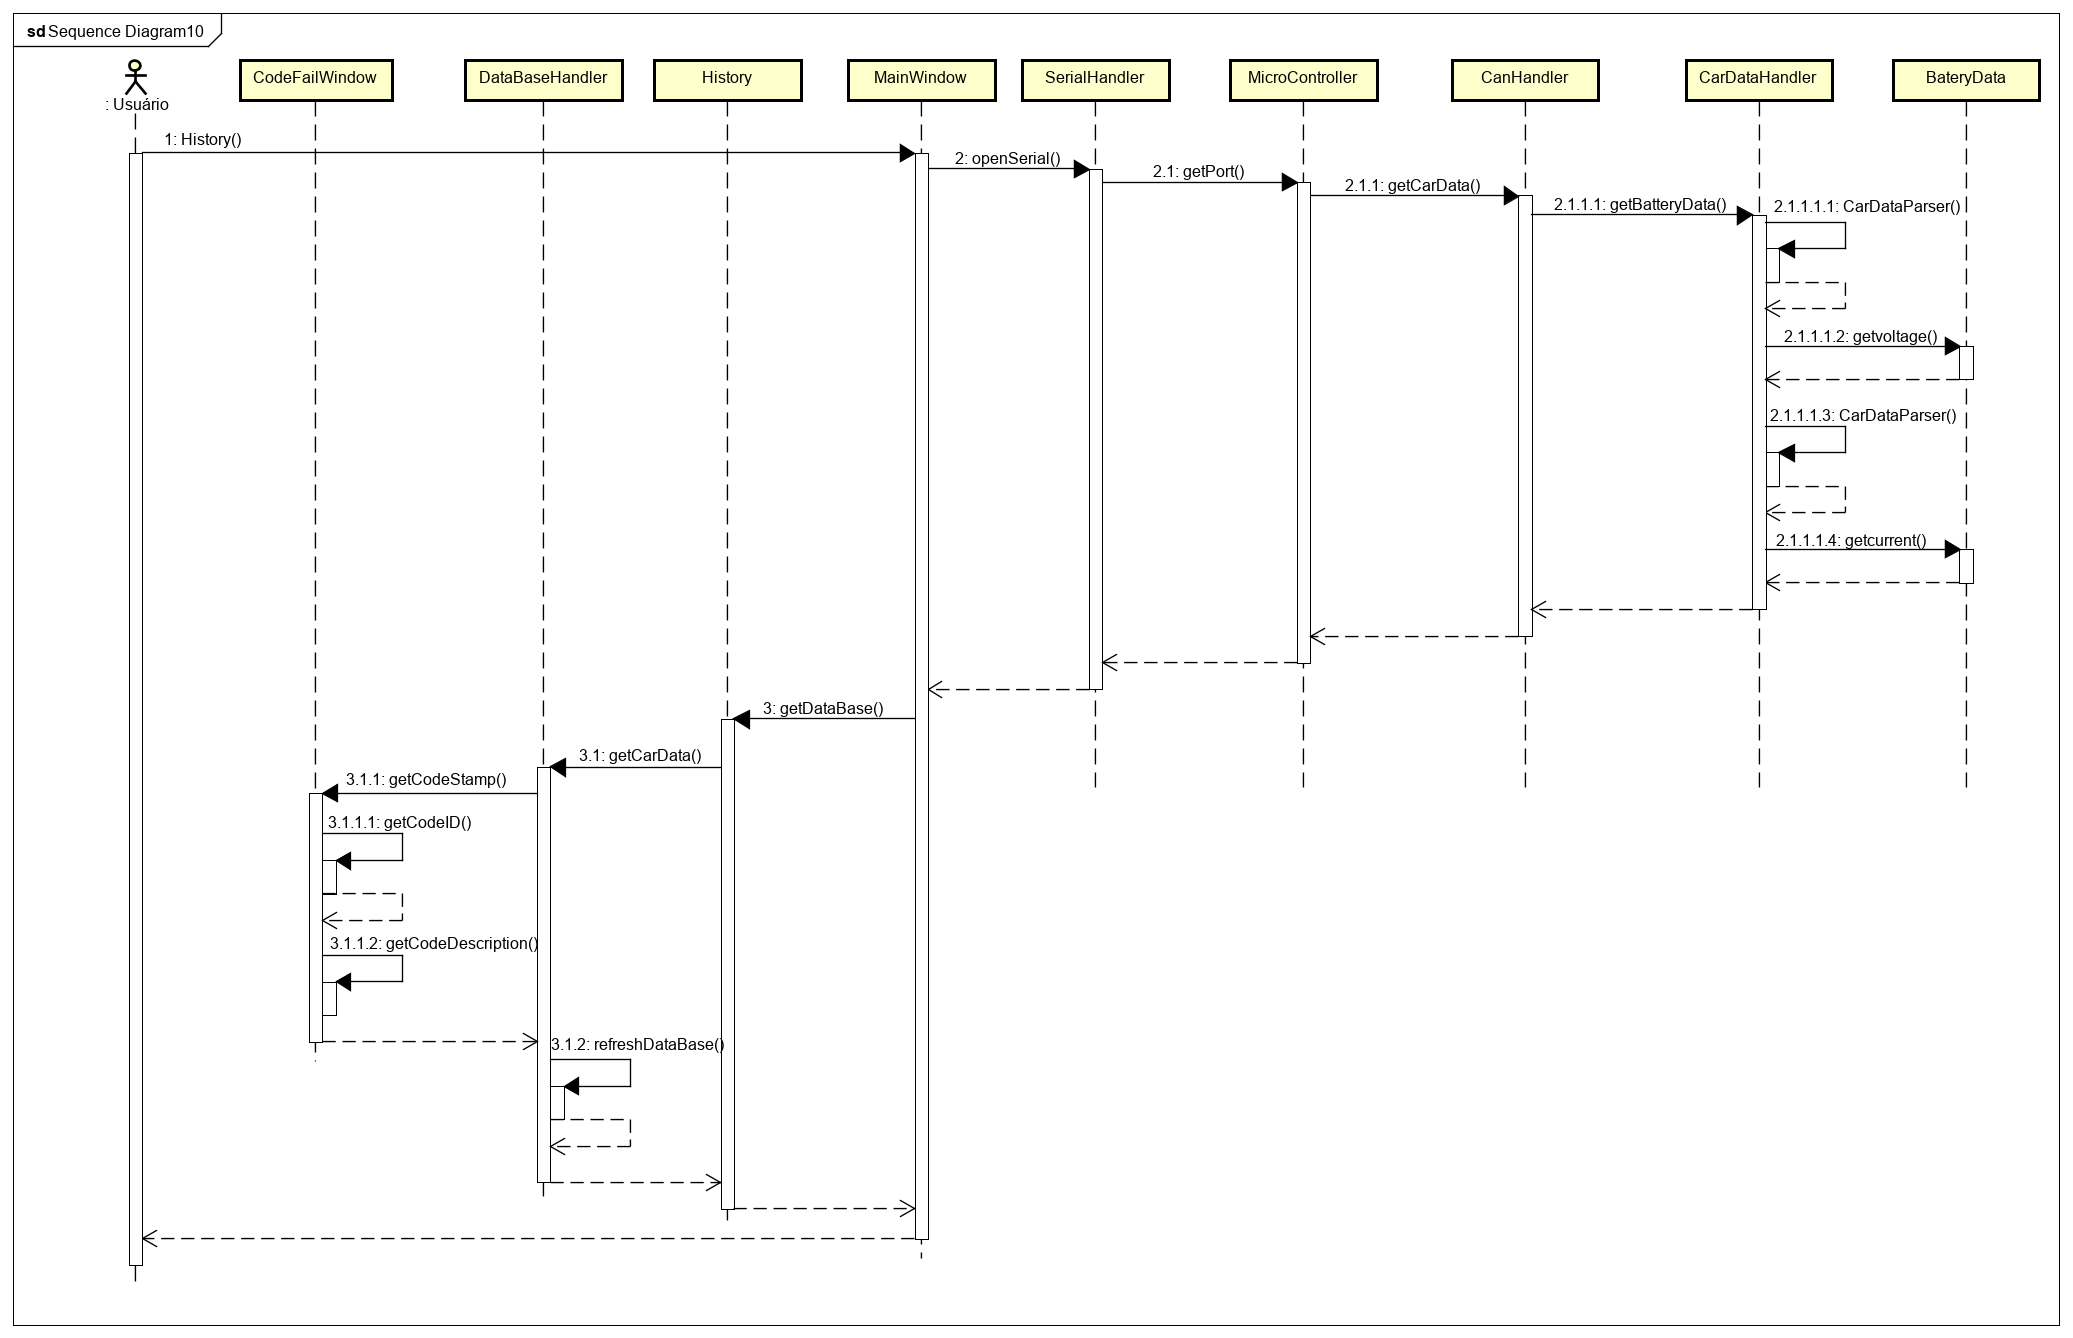 sd Sequence Diagram10
: Usuário
CodeFailWindow
DataBaseHandler
History
MainWindow
SerialHandler
MicroController
CanHandler
CarDataHandler
BateryData
1: History()
2: openSerial()
2.1: getPort()
2.1.1: getCarData()
2.1.1.1: getBatteryData()
2.1.1.1.1: CarDataParser()
2.1.1.1.2: getvoltage()
2.1.1.1.3: CarDataParser()
2.1.1.1.4: getcurrent()
3: getDataBase()
3.1: getCarData()
3.1.1: getCodeStamp()
3.1.1.1: getCodeID()
3.1.1.2: getCodeDescription()
3.1.2: refreshDataBase()